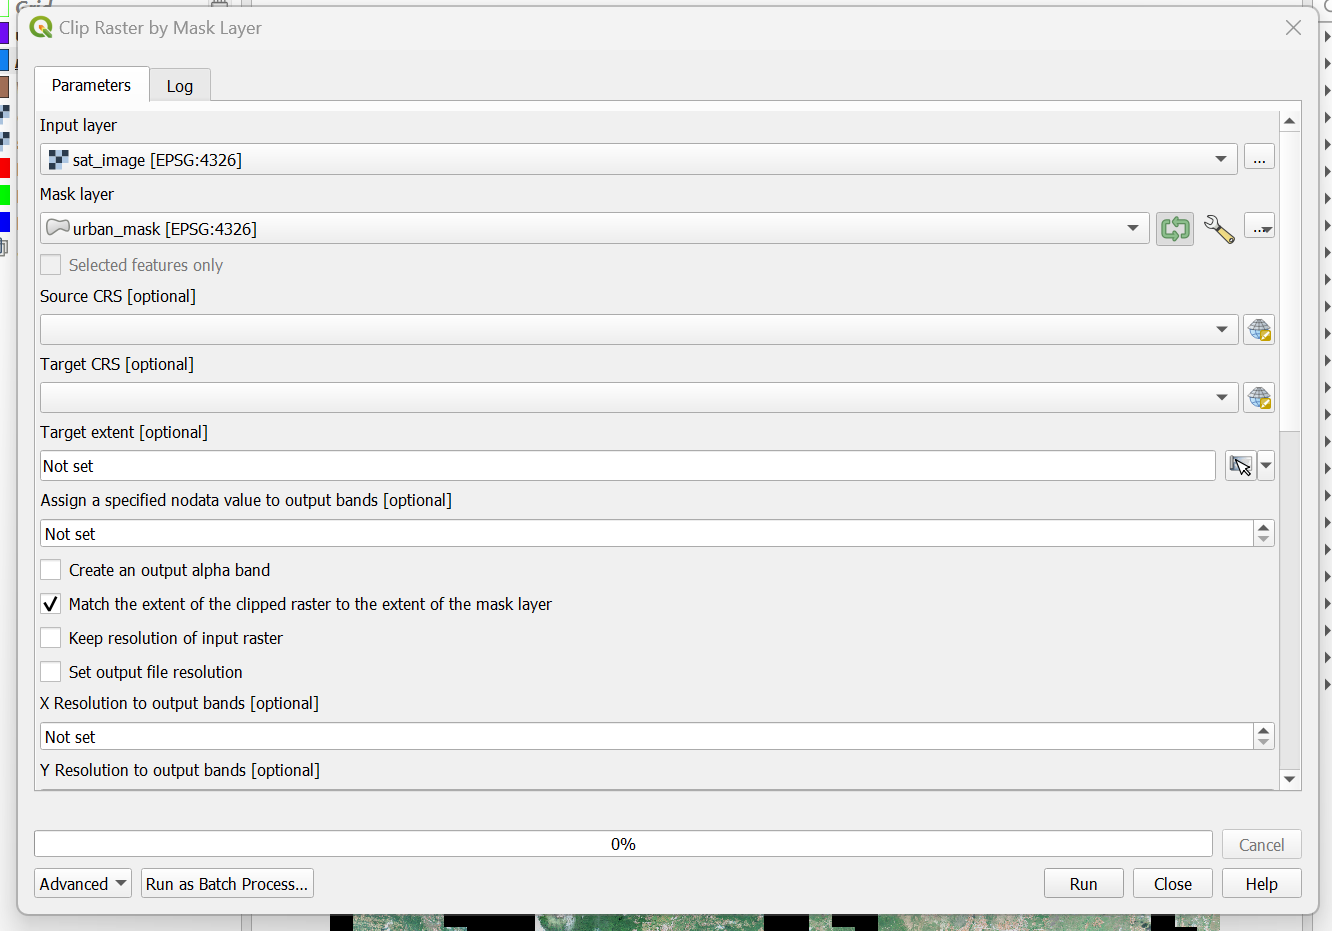 Clip Raster by Mask Layer
Parameters
Log
Input layer
sat_image [EPSG:4326]
...
Mask layer
urban_mask [EPSG:4326]
...
Selected features only
Source CRS [optional]
Target CRS [optional]
Target extent [optional]
Not set
Assign a specified nodata value to output bands [optional]
Not set
Create an output alpha band
Match the extent of the clipped raster to the extent of the mask layer
Keep resolution of input raster
Set output file resolution
X Resolution to output bands [optional]
Not set
Y Resolution to output bands [optional]
0%
Cancel
Advanced
Run as Batch Process...
Run
Close
Help